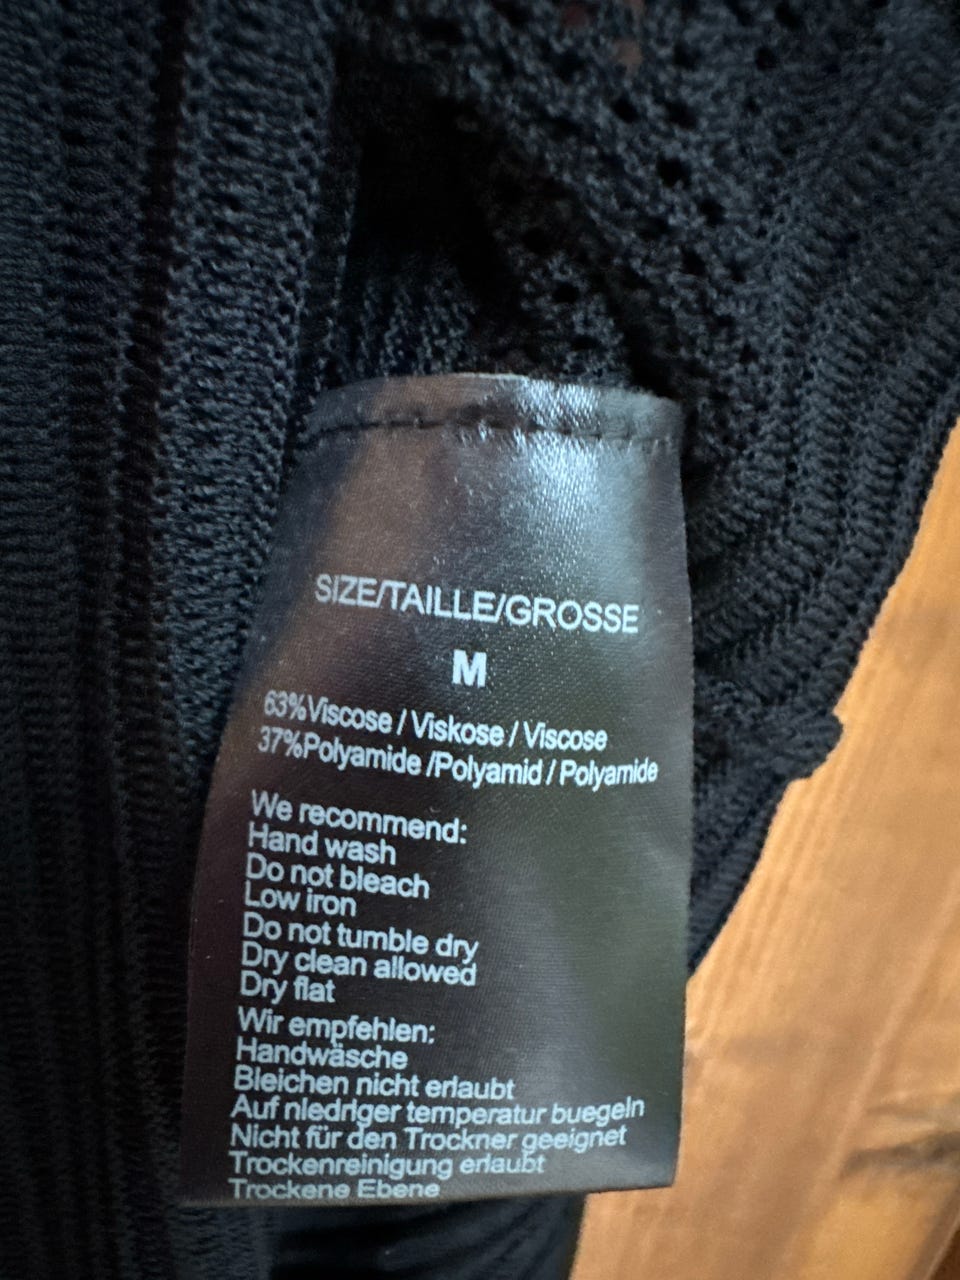 SIZE/TAILLE/GROSSE
M
63%Viscose / Viskose / Viscose
37%Polyamide /Polyamid / Polyamide
We recommend:
Hand wash
Do not bleach
Low iron
Do not tumble dry
Dry clean allowed
Dry flat
Wir empfehlen:
Handwäsche
Bleichen nicht erlaubt
Auf niedriger temperatur buegeln
Nicht für den Trockner geeignet
Trockenreinigung erlaubt
Trockene Ebene